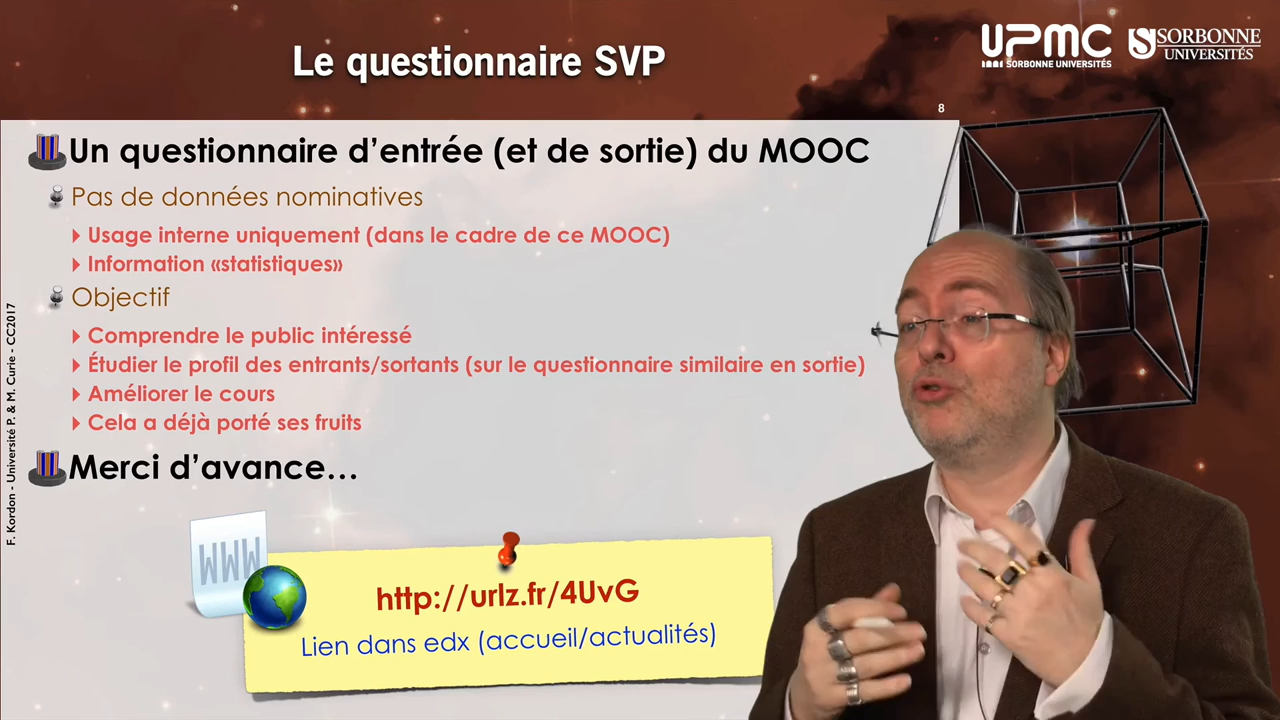 Le questionnaire SVP
UPMC
SORBONNE UNIVERSITÉS
SORBONNE
UNIVERSITÉS
8
Un questionnaire d’entrée (et de sortie) du MOOC
Pas de données nominatives
Usage interne uniquement (dans le cadre de ce MOOC)
Information «statistiques»
Objectif
Comprendre le public intéressé
Étudier le profil des entrants/sortants (sur le questionnaire similaire en sortie)
Améliorer le cours
Cela a déjà porté ses fruits
Merci d’avance…
WWW
http://urlz.fr/4UvG
Lien dans edx (accueil/actualités)
F. Kordon - Université P. & M. Curie - CC2017